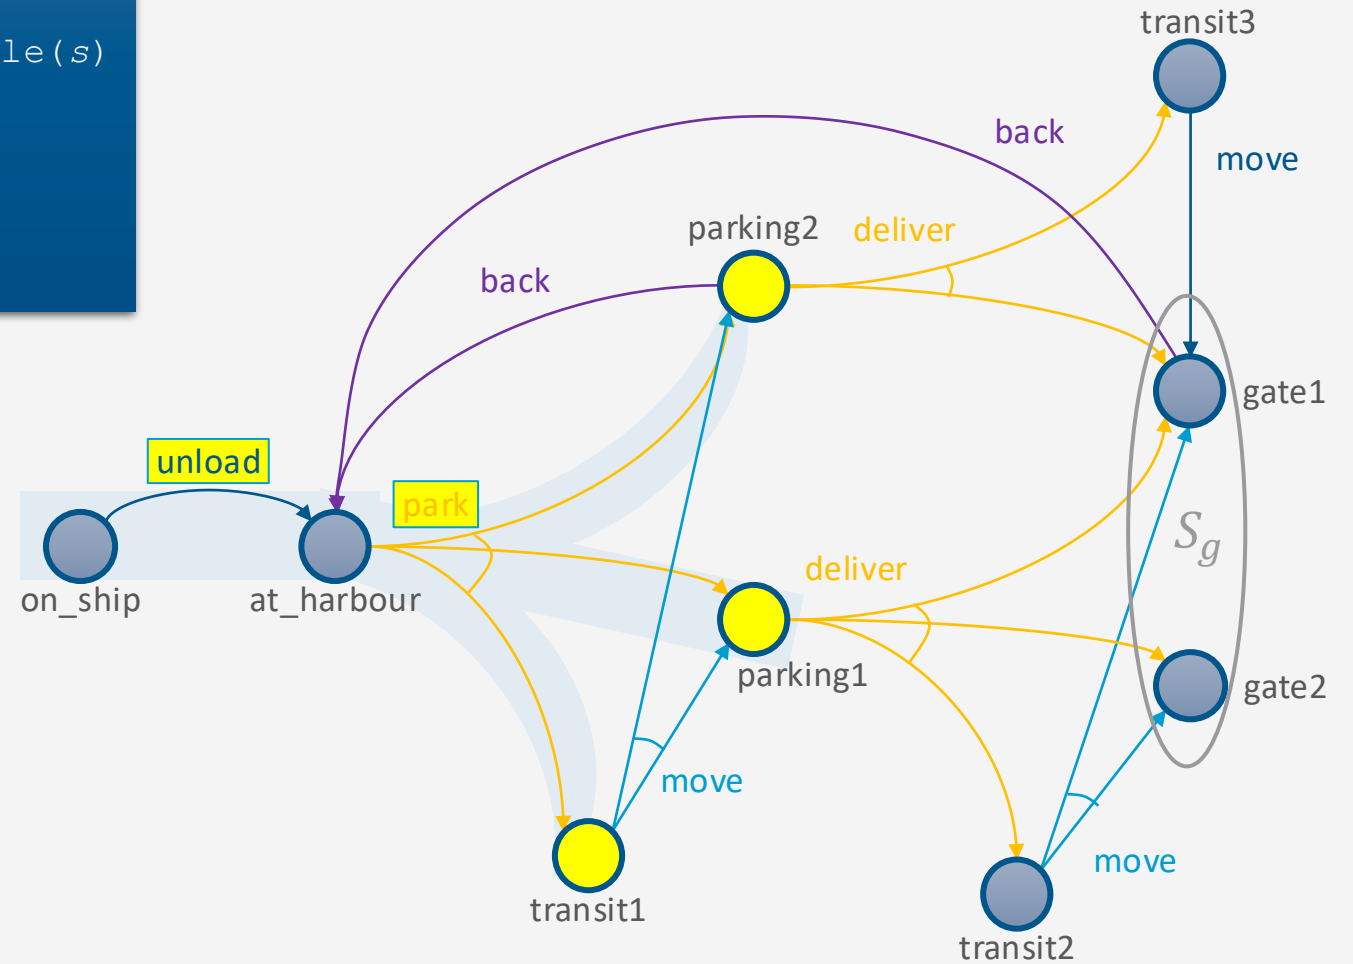 le(s)
transit3
back
move
parking2
deliver
back
gate1
unload
park
S_g
on_ship
at_harbour
deliver
parking1
gate2
move
transit1
move
transit2